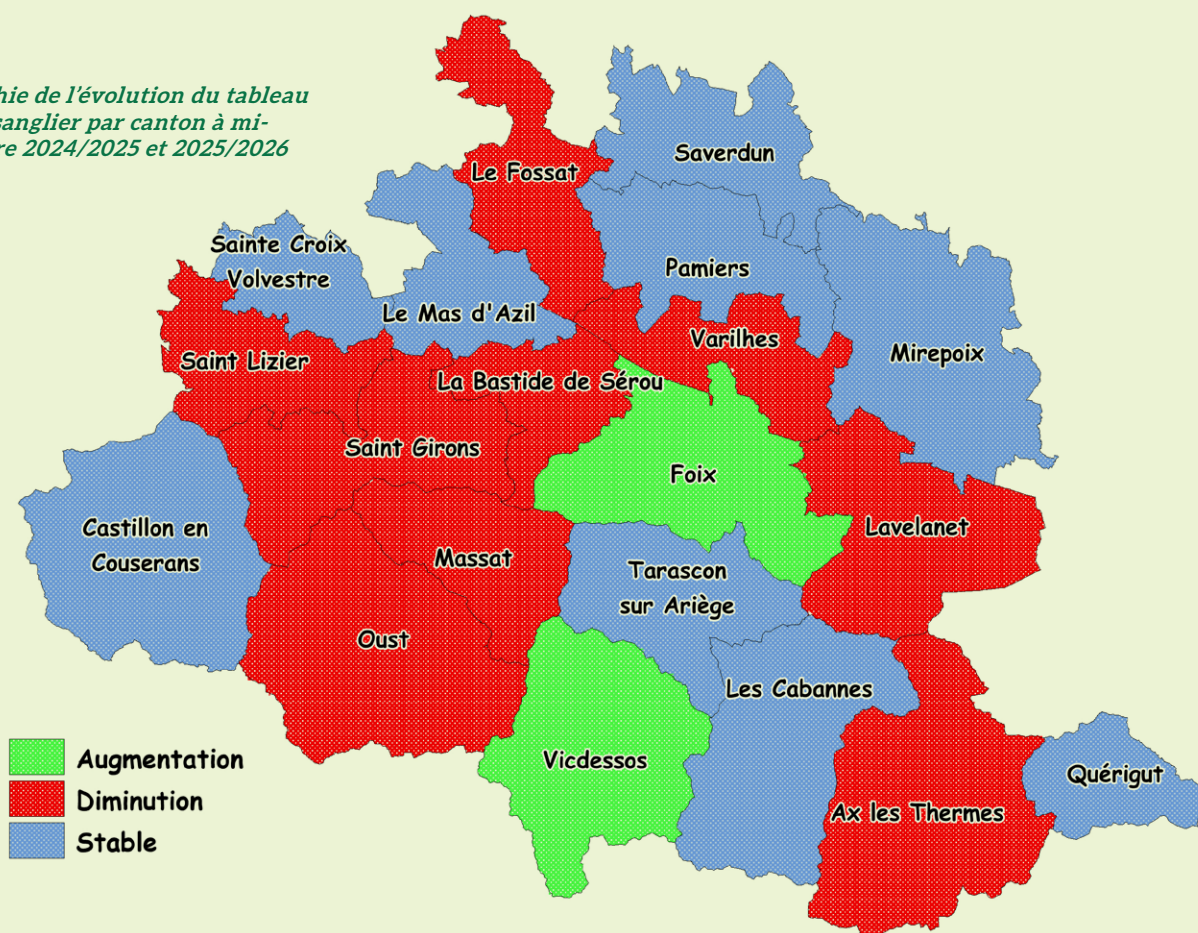 hie de l'évolution du tableau
sanglier par canton à mi-
re 2024/2025 et 2025/2026
Saverdun
Le Fossat
Sainte Croix
Volvestre
Pamiers
Le Mas d'Azil
Varilhes
Mirepoix
Saint Lizier
La Bastide de Sérou
Saint Girons
Foix
Castillon en
Couserans
Lavelanet
Massat
Tarascon
sur Ariège
Oust
Les Cabannes
Vicdessos
Quérigut
Ax les Thermes
Augmentation
Diminution
Stable